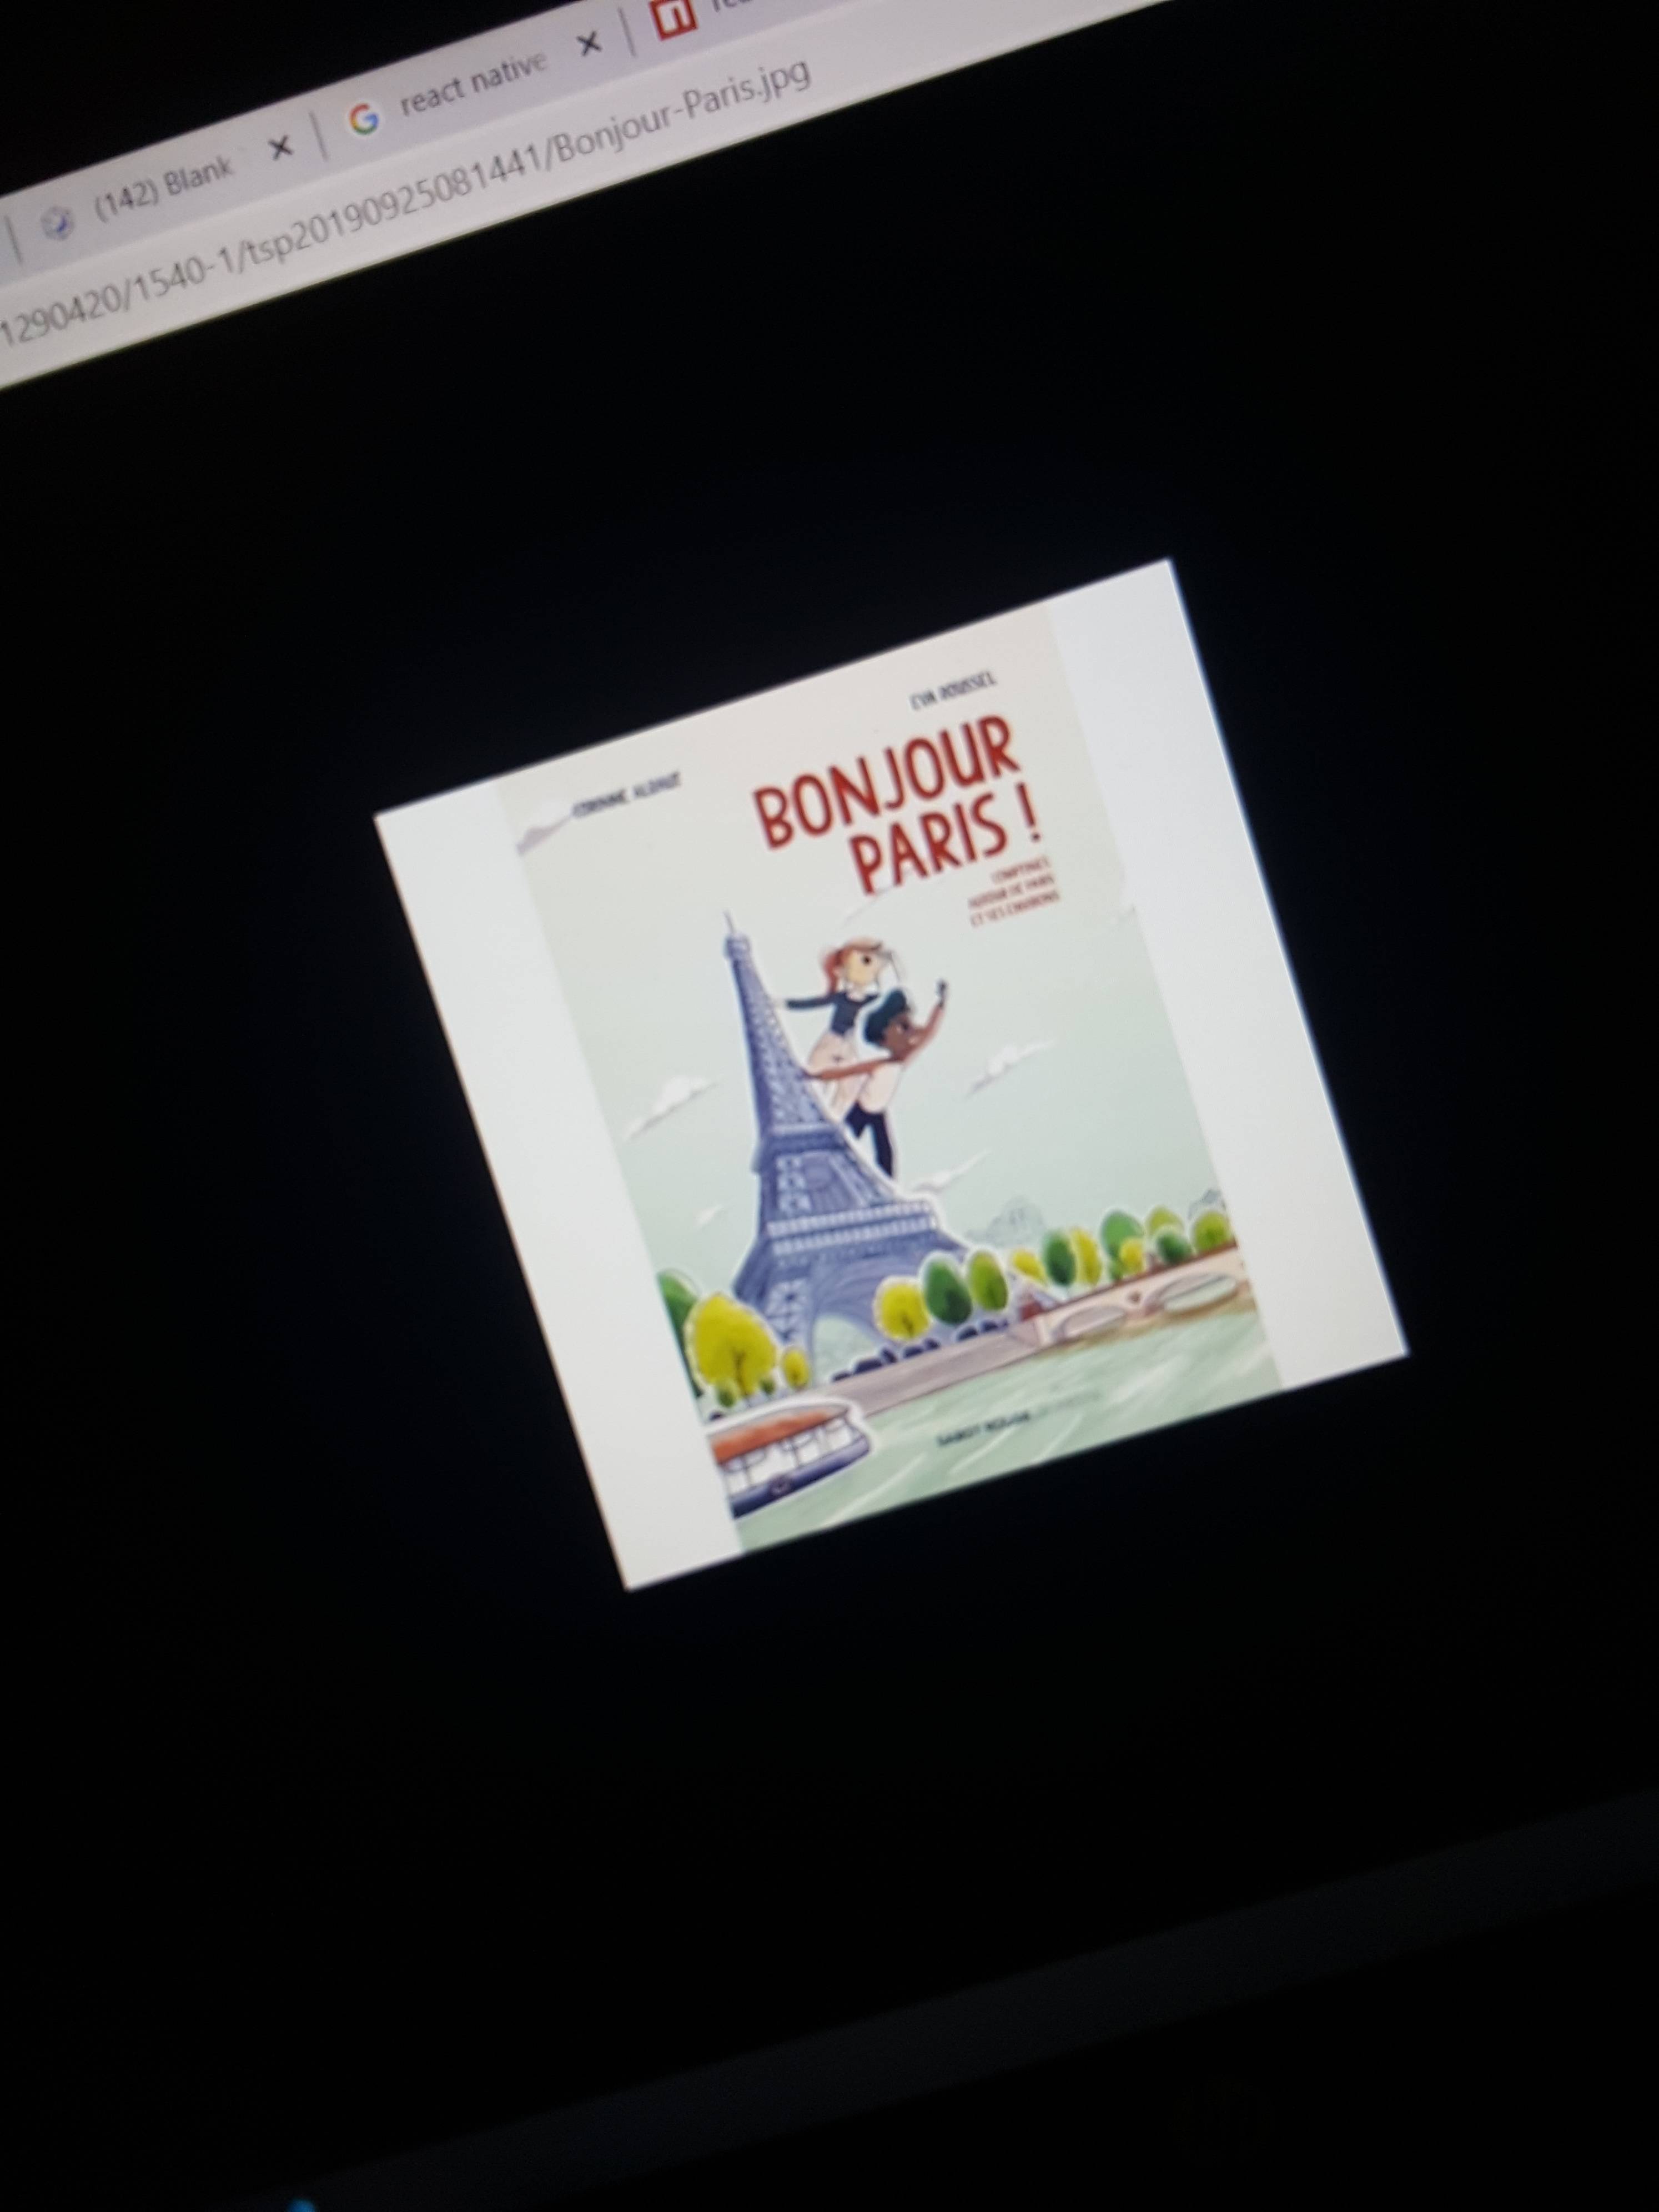 (142) Blank
react native
1290420/1540-1/tsp20190925081441/Bonjour-Paris.jpg
EVA ROUSSEL
CORINNE ALBAUT
BONJOUR
PARIS !
COMPTINES
AUTOUR DE PARIS
ET SES ENVIRONS